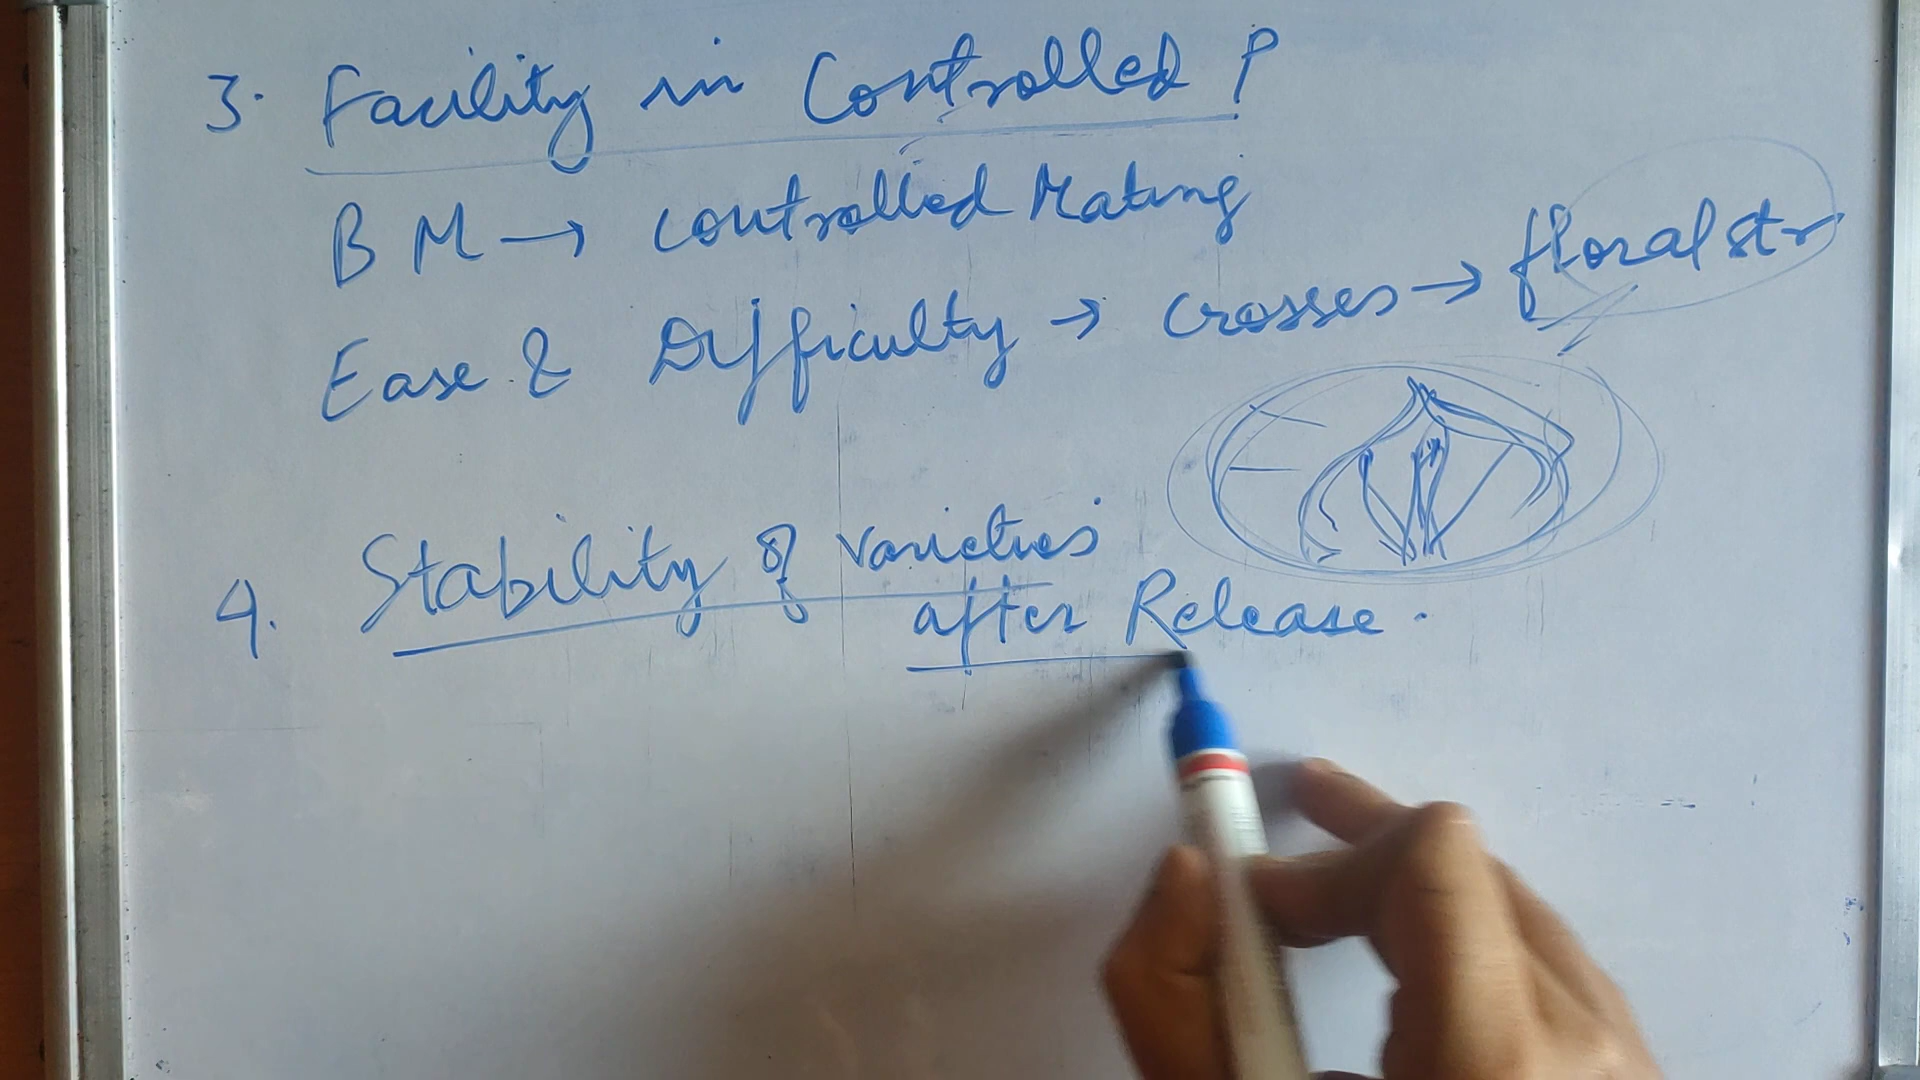 3. Facility in Controlled P
B M → controlled Mating
Ease & Difficulty → crosses → floral str
4. Stability of varieties
after Release.